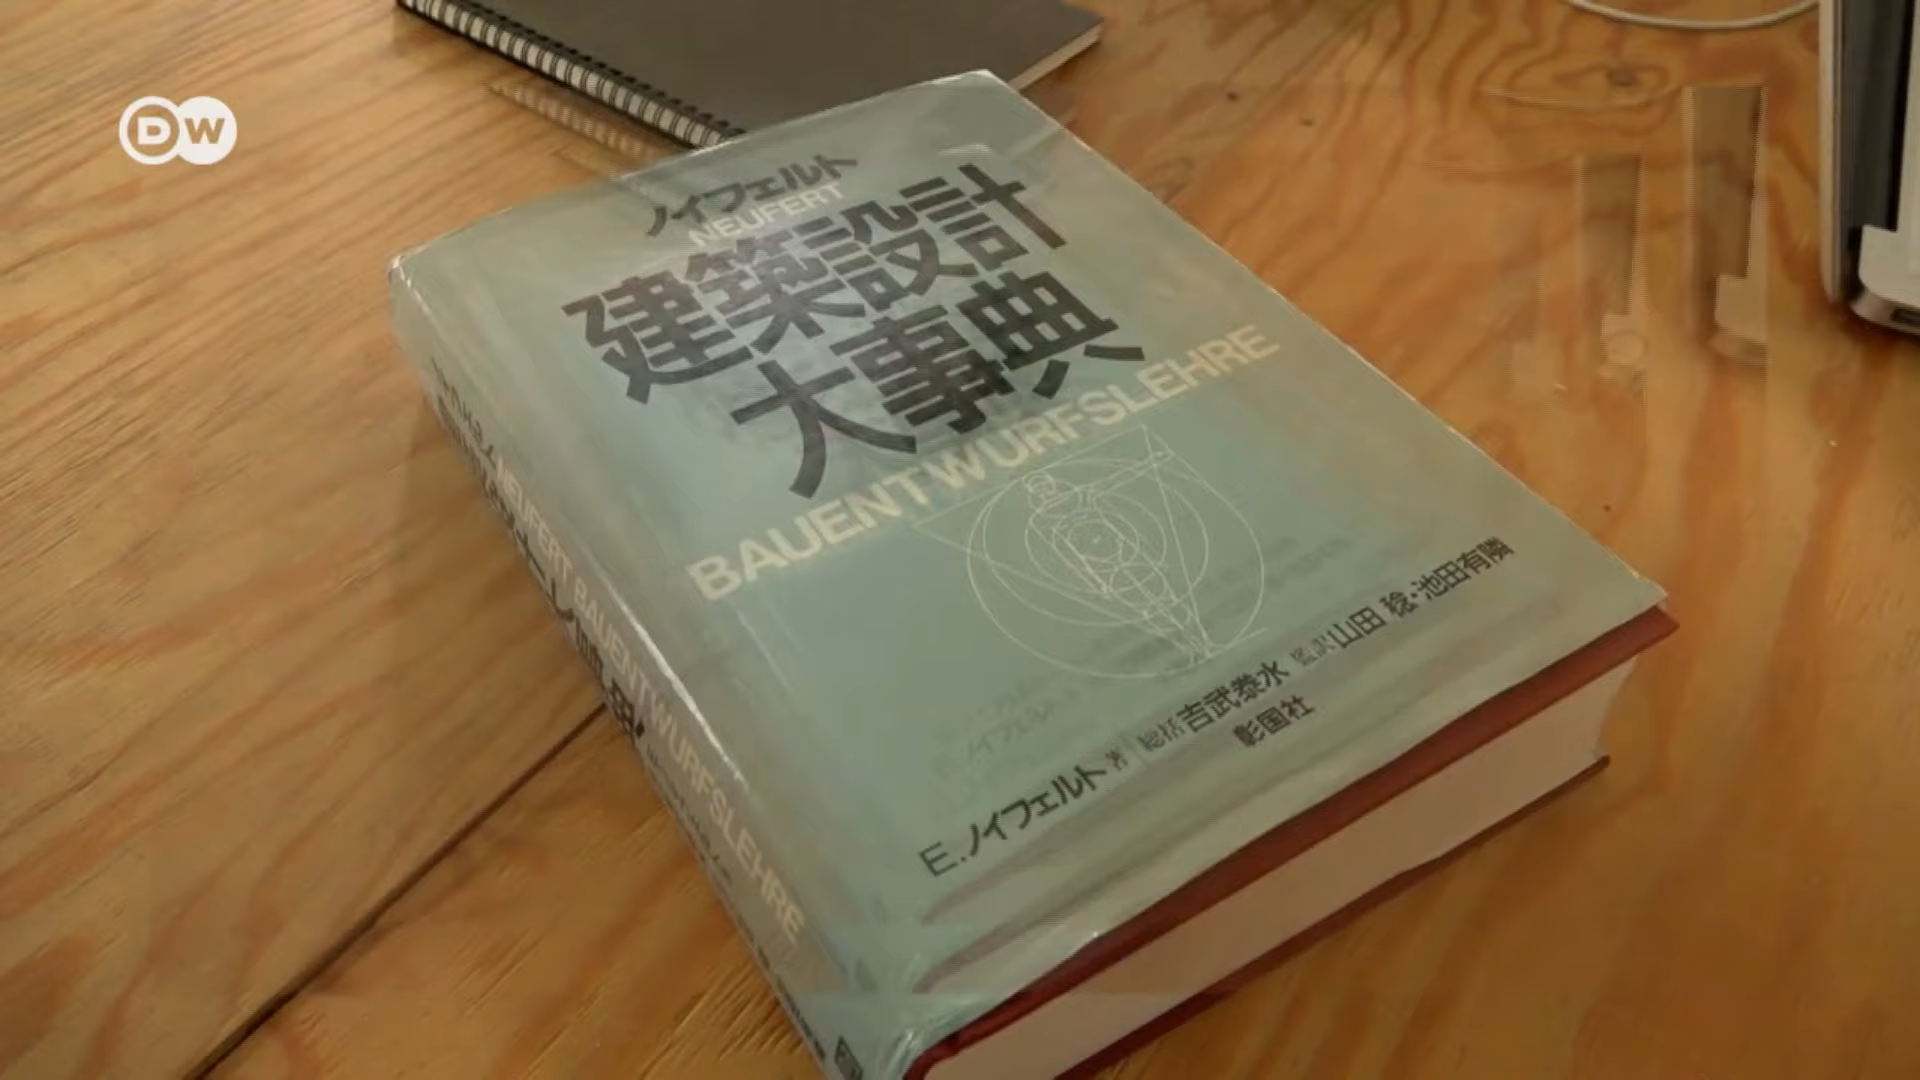 DW
ノイフェルト
NEUFERT
建築設計
大事典
BAUENTWURFSLEHRE
E.ノイフェルト 著 総括 吉武泰水 監訳 山田 稔・池田有隣
彰国社
NEUFERT BAUENTWURFSLEHRE